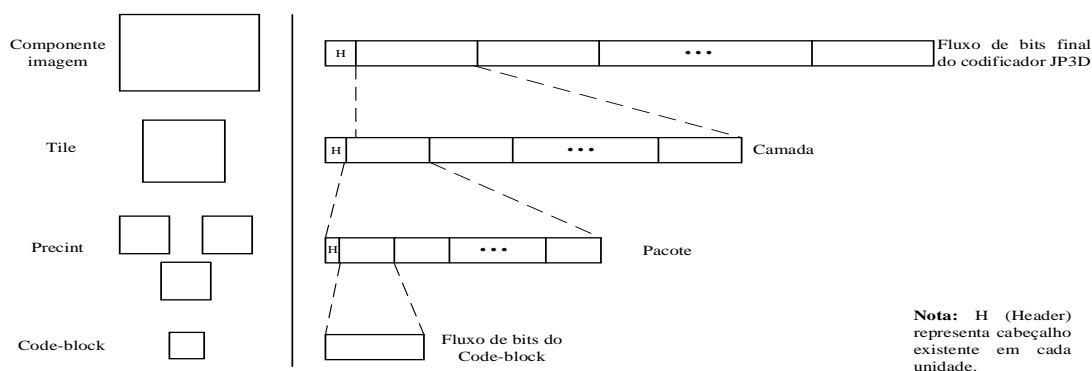 Componente
imagem
H
•••
Fluxo de bits final
do codificador JP3D
Tile
H
•••
Camada
Precint
H
•••
Pacote
Code-block
Fluxo de bits do
Code-block
Nota: H (Header)
representa cabeçalho
existente em cada
unidade.